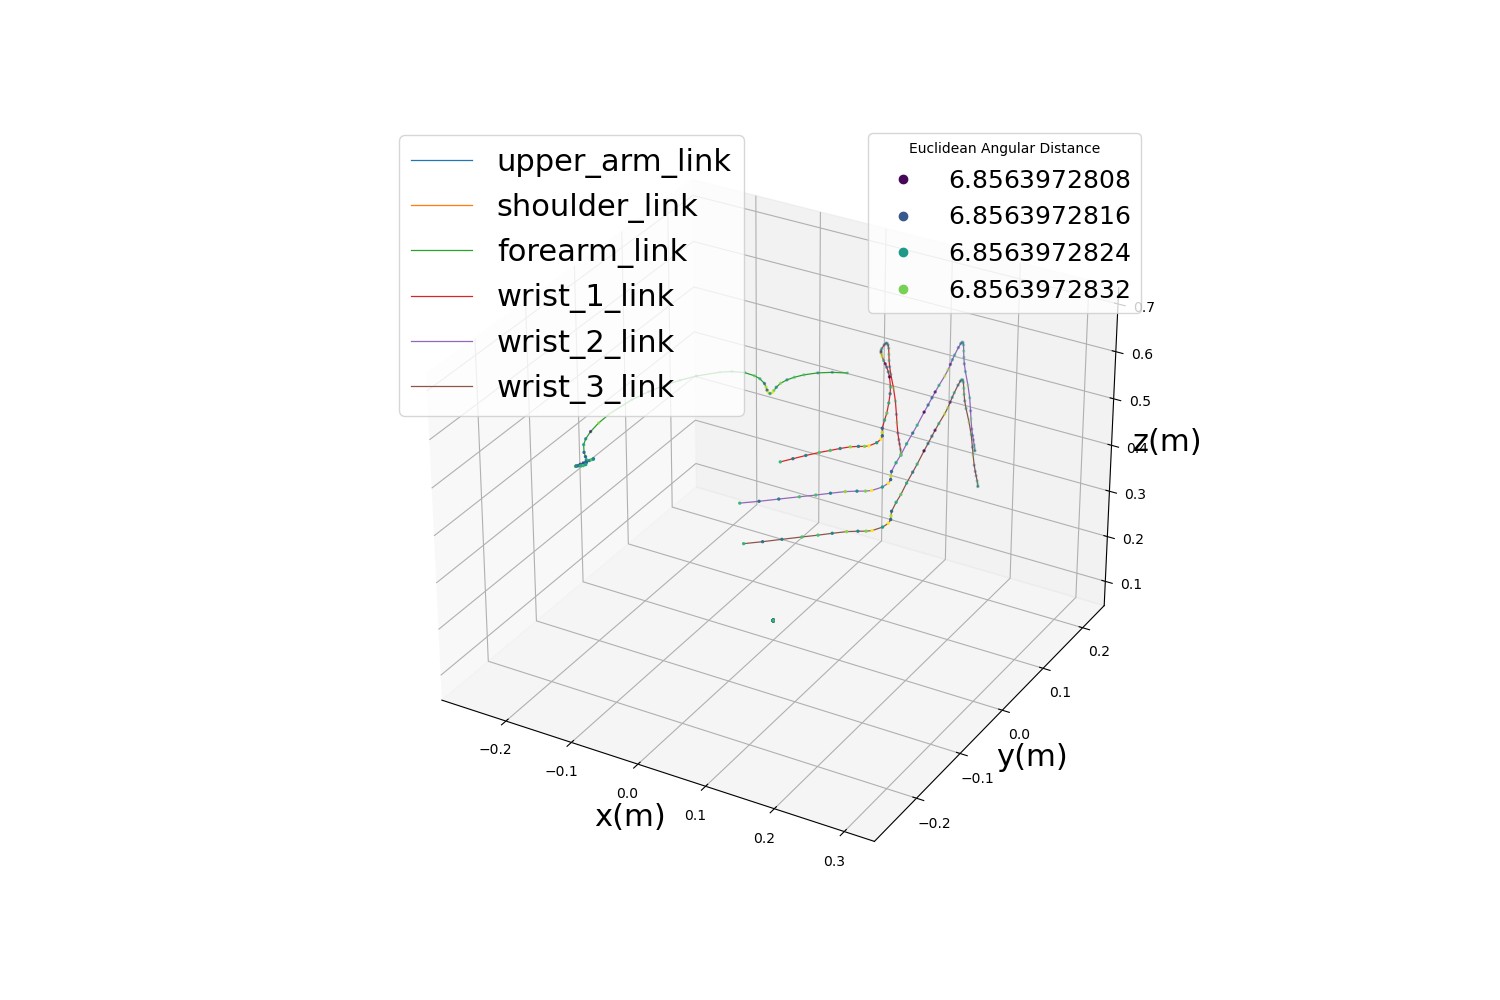 upper_arm_link
shoulder_link
forearm_link
wrist_1_link
wrist_2_link
wrist_3_link
Euclidean Angular Distance
6.8563972808
6.8563972816
6.8563972824
6.8563972832
0.7
0.6
0.5
0.4
z(m)
0.3
0.2
0.1
0.2
0.1
0.0
−0.1
−0.2
y(m)
−0.2
−0.1
0.0
0.1
0.2
0.3
x(m)